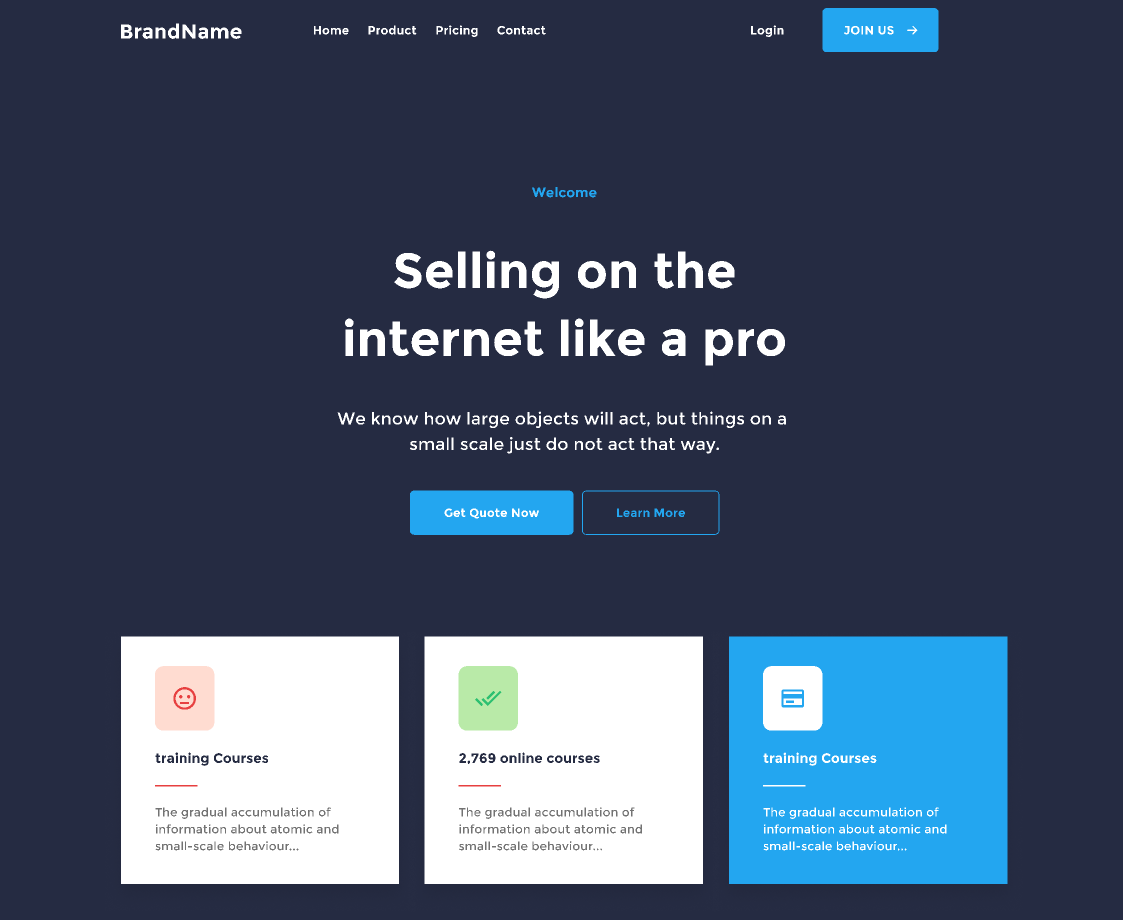 BrandName
Home Product Pricing Contact
Login
JOIN US →
Welcome
Selling on the
internet like a pro
We know how large objects will act, but things on a
small scale just do not act that way.
Get Quote Now
Learn More
training Courses
The gradual accumulation of
information about atomic and
small-scale behaviour...
2,769 online courses
The gradual accumulation of
information about atomic and
small-scale behaviour...
training Courses
The gradual accumulation of
information about atomic and
small-scale behaviour...